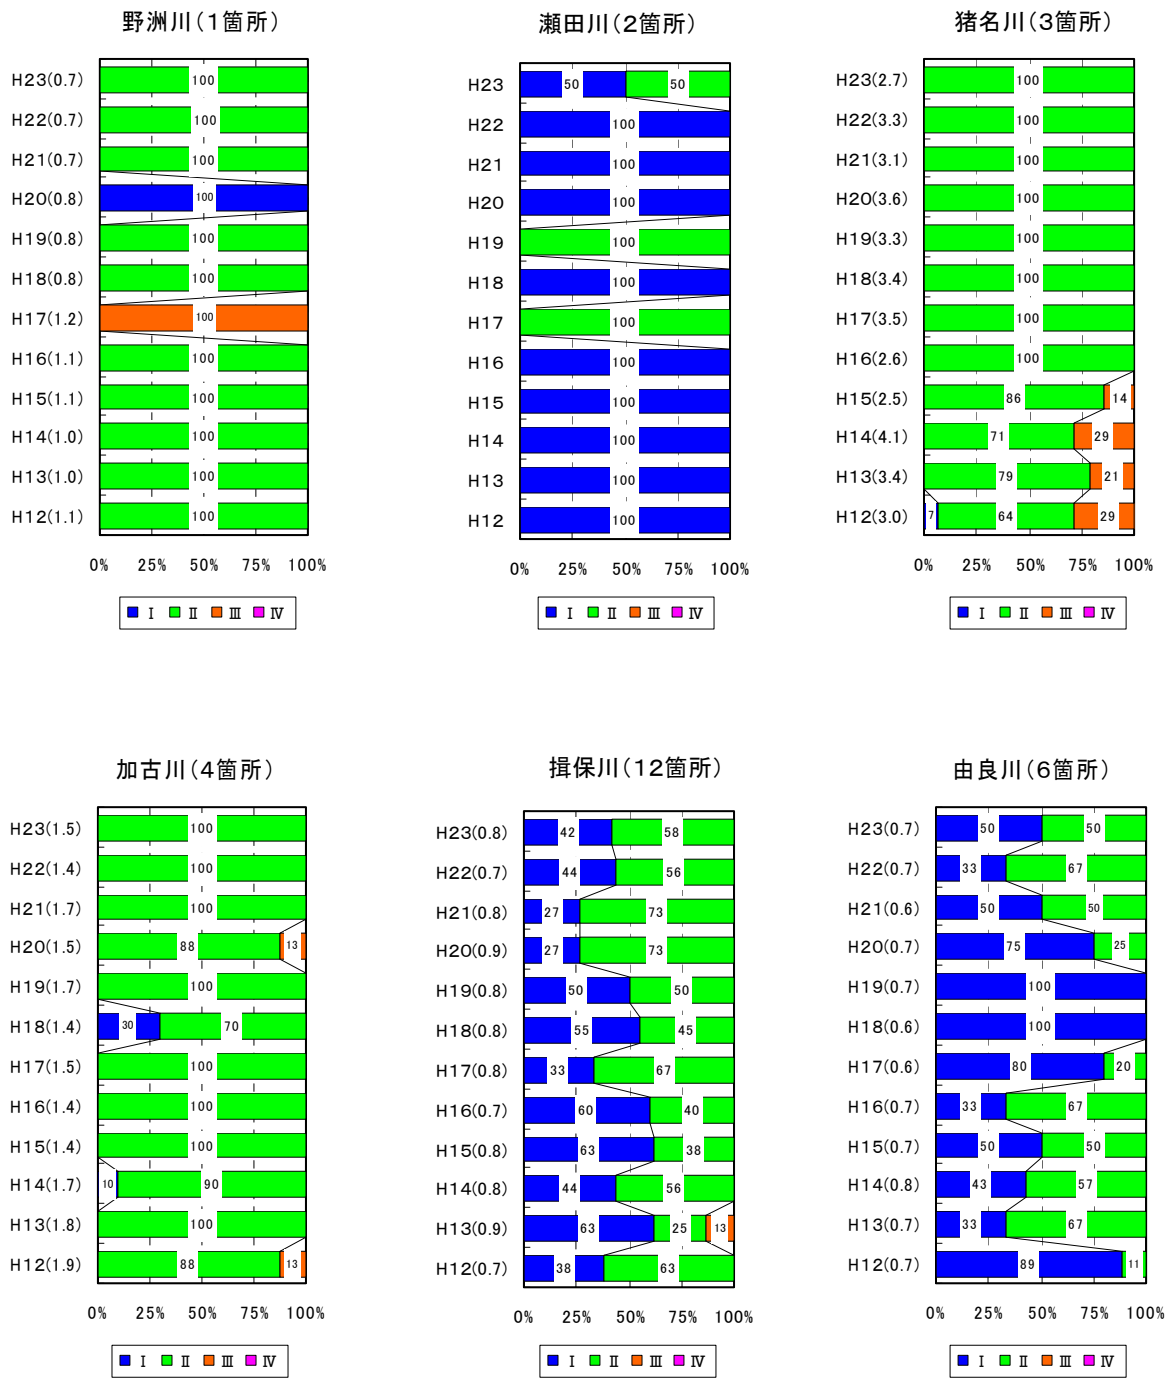 野洲川(1箇所)
H23(0.7) 100
H22(0.7) 100
H21(0.7) 100
H20(0.8) 100
H19(0.8) 100
H18(0.8) 100
H17(1.2) 100
H16(1.1) 100
H15(1.1) 100
H14(1.0) 100
H13(1.0) 100
H12(1.1) 100
0% 25% 50% 75% 100%
Ⅰ Ⅱ Ⅲ Ⅳ
瀬田川(2箇所)
H23 50 50
H22 100
H21 100
H20 100
H19 100
H18 100
H17 100
H16 100
H15 100
H14 100
H13 100
H12 100
0% 25% 50% 75% 100%
Ⅰ Ⅱ Ⅲ Ⅳ
猪名川(3箇所)
H23(2.7) 100
H22(3.3) 100
H21(3.1) 100
H20(3.6) 100
H19(3.3) 100
H18(3.4) 100
H17(3.5) 100
H16(2.6) 100
H15(2.5) 86 14
H14(4.1) 71 29
H13(3.4) 79 21
H12(3.0) 7 64 29
0% 25% 50% 75% 100%
Ⅰ Ⅱ Ⅲ Ⅳ
加古川(4箇所)
H23(1.5) 100
H22(1.4) 100
H21(1.7) 100
H20(1.5) 88 13
H19(1.7) 100
H18(1.4) 30 70
H17(1.5) 100
H16(1.4) 100
H15(1.4) 100
H14(1.7) 10 90
H13(1.8) 100
H12(1.9) 88 13
0% 25% 50% 75% 100%
Ⅰ Ⅱ Ⅲ Ⅳ
揖保川(12箇所)
H23(0.8) 42 58
H22(0.7) 44 56
H21(0.8) 27 73
H20(0.9) 27 73
H19(0.8) 50 50
H18(0.8) 55 45
H17(0.8) 33 67
H16(0.7) 60 40
H15(0.8) 63 38
H14(0.8) 44 56
H13(0.9) 63 25 13
H12(0.7) 38 63
0% 25% 50% 75% 100%
Ⅰ Ⅱ Ⅲ Ⅳ
由良川(6箇所)
H23(0.7) 50 50
H22(0.7) 33 67
H21(0.6) 50 50
H20(0.7) 75 25
H19(0.7) 100
H18(0.6) 100
H17(0.6) 80 20
H16(0.7) 33 67
H15(0.7) 50 50
H14(0.8) 43 57
H13(0.7) 33 67
H12(0.7) 89 11
0% 25% 50% 75% 100%
Ⅰ Ⅱ Ⅲ Ⅳ